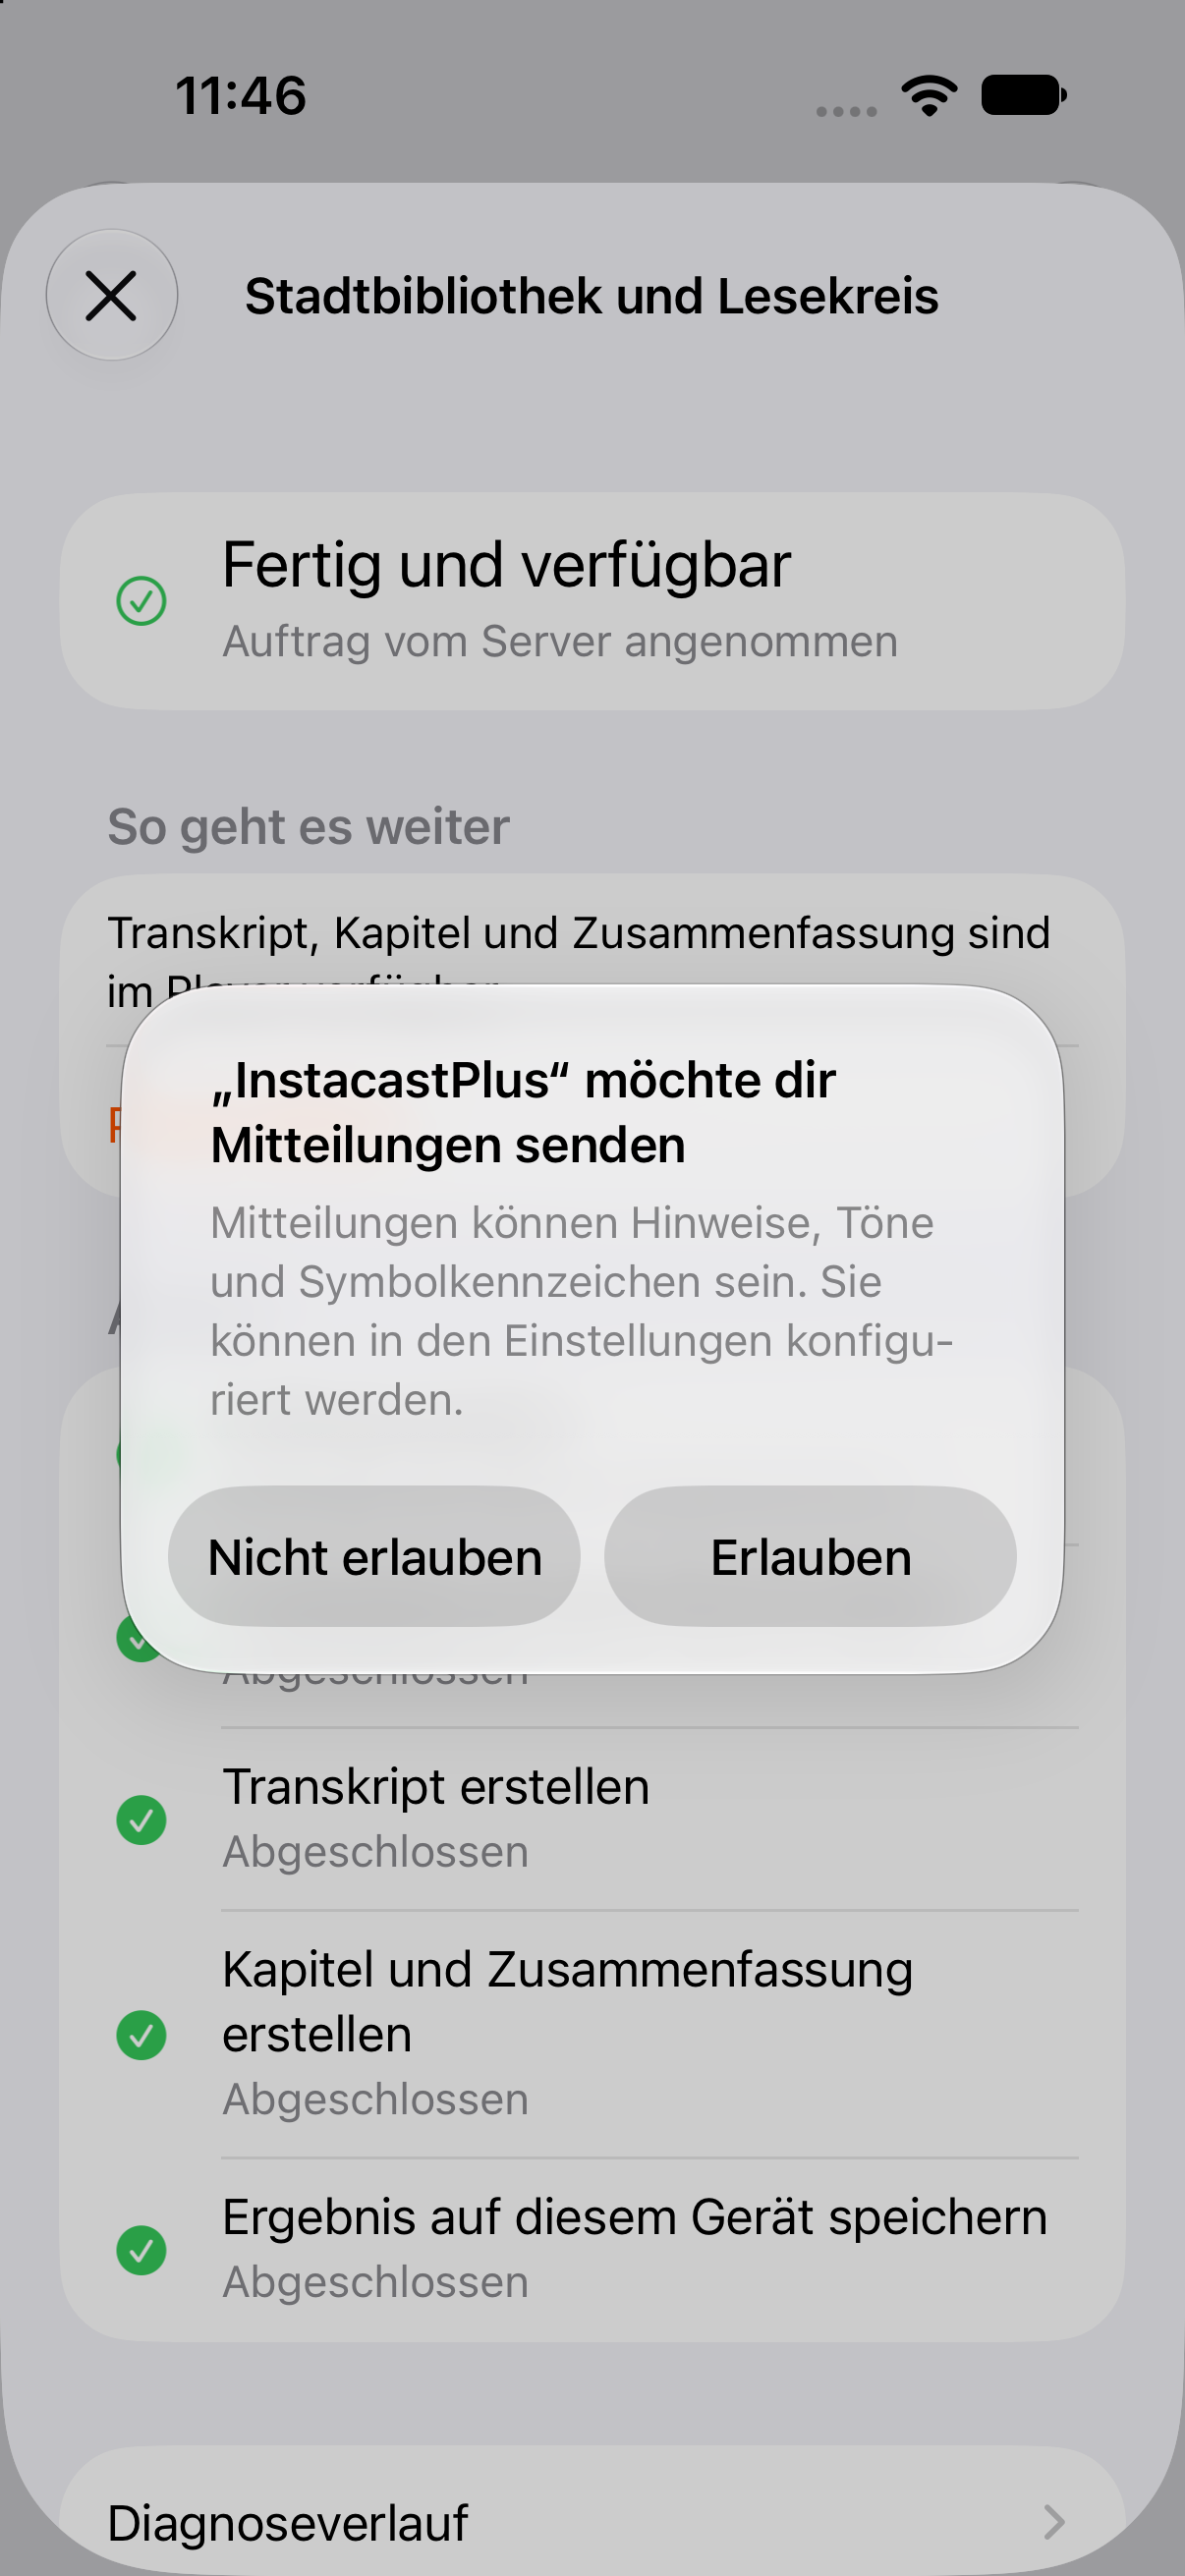 11:46
Stadtbibliothek und Lesekreis
Fertig und verfügbar
Auftrag vom Server angenommen
So geht es weiter
Transkript, Kapitel und Zusammenfassung sind
im
„InstacastPlus“ möchte dir
Mitteilungen senden
Mitteilungen können Hinweise, Töne
und Symbolkennzeichen sein. Sie
können in den Einstellungen konfigu-
riert werden.
Nicht erlauben
Erlauben
Abgeschlossen
Transkript erstellen
Abgeschlossen
Kapitel und Zusammenfassung
erstellen
Abgeschlossen
Ergebnis auf diesem Gerät speichern
Abgeschlossen
Diagnoseverlauf